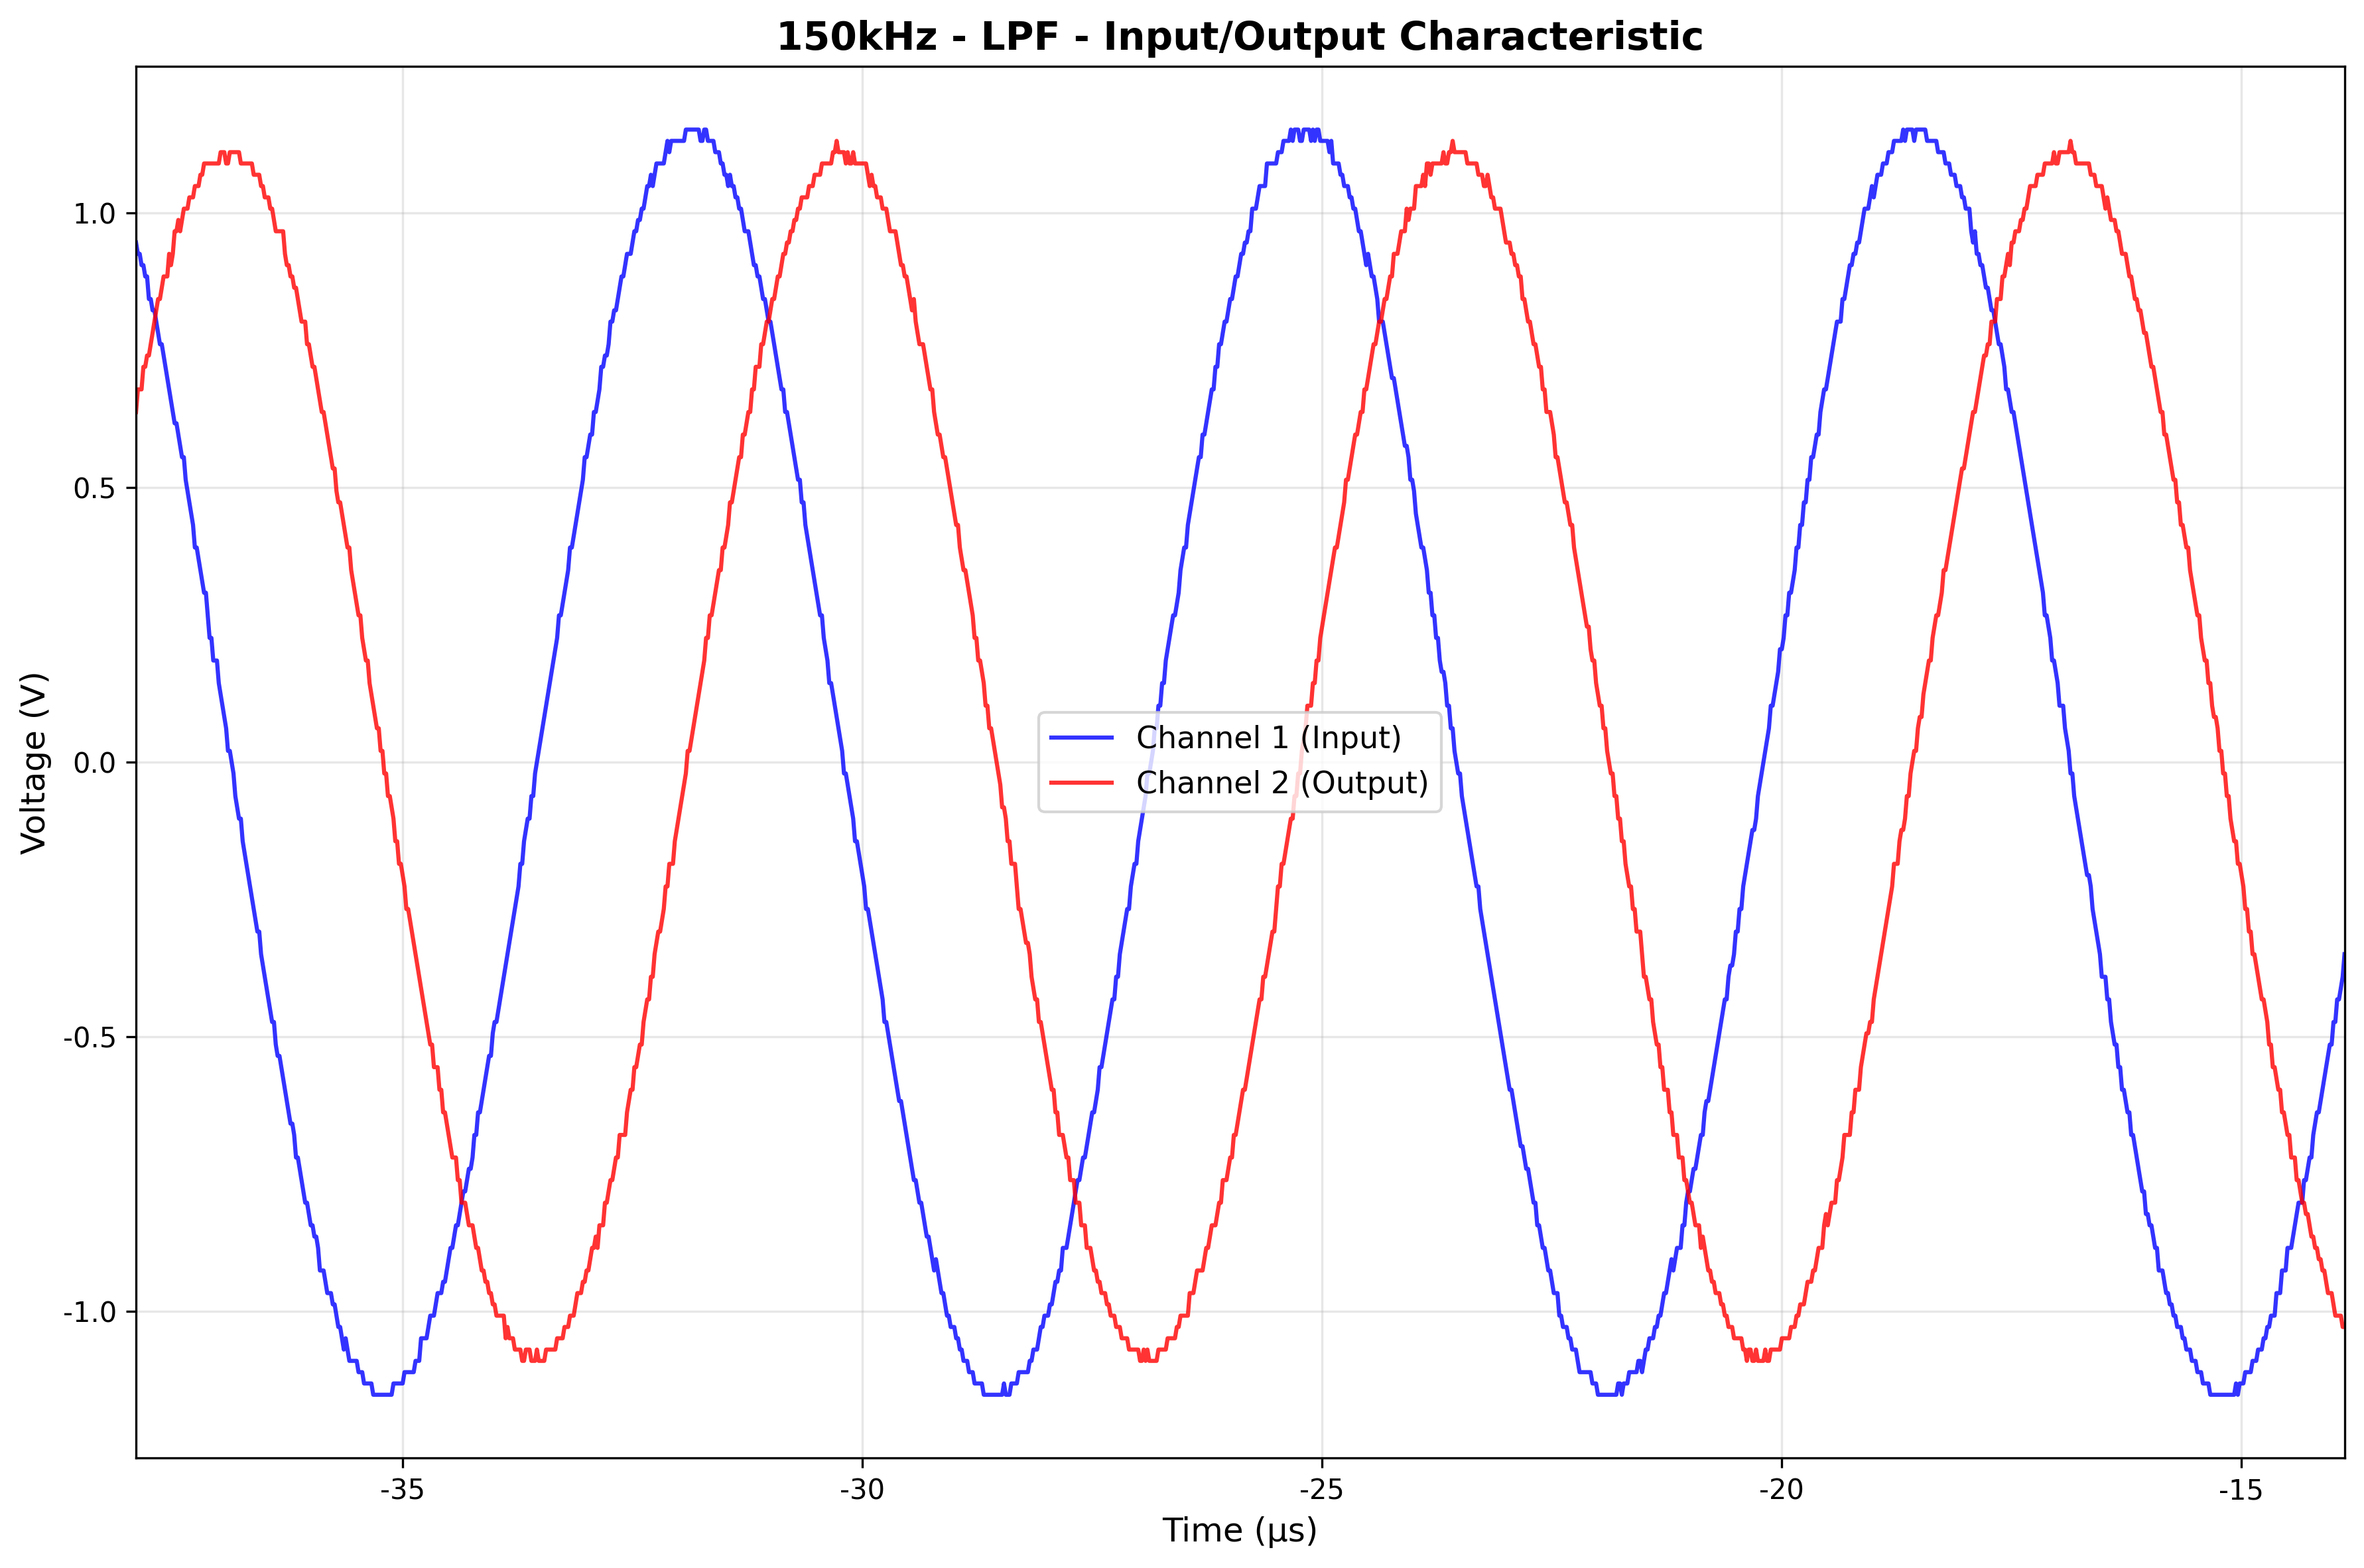 150kHz - LPF - Input/Output Characteristic
Voltage (V)
1.0
0.5
0.0
-0.5
-1.0
Channel 1 (Input)
Channel 2 (Output)
-35
-30
-25
-20
-15
Time (µs)